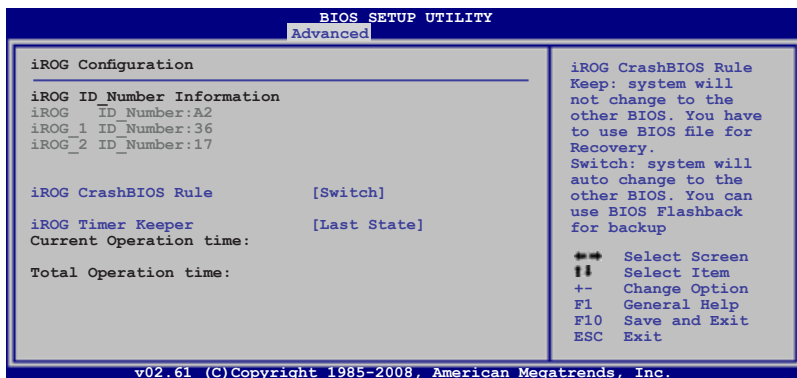 BIOS SETUP UTILITY
Advanced
iROG Configuration
iROG ID_Number Information
iROG ID_Number:A2
iROG_1 ID_Number:36
iROG_2 ID_Number:17
iROG CrashBIOS Rule [Switch]
iROG Timer Keeper [Last State]
Current Operation time:
Total Operation time:
iROG CrashBIOS Rule
Keep: system will
not change to the
other BIOS. You have
to use BIOS file for
Recovery.
Switch: system will
auto change to the
other BIOS. You can
use BIOS Flashback
for backup
Select Screen
Select Item
+- Change Option
F1 General Help
F10 Save and Exit
ESC Exit
v02.61 (C)Copyright 1985-2008, American Megatrends, Inc.